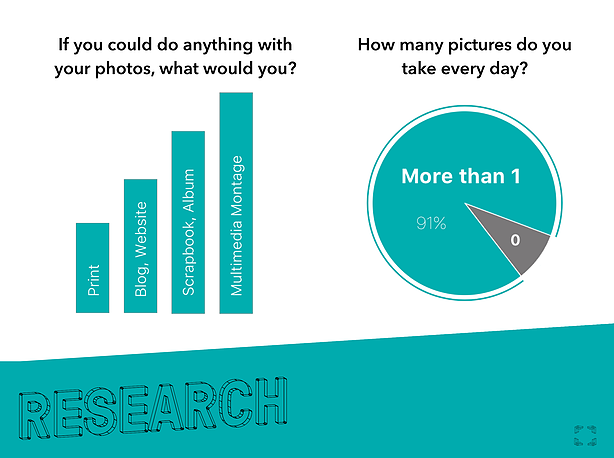 If you could do anything with
your photos, what would you?
Print
Blog, Website
Scrapbook, Album
Multimedia Montage
How many pictures do you
take every day?
More than 1
91%
0
RESEARCH